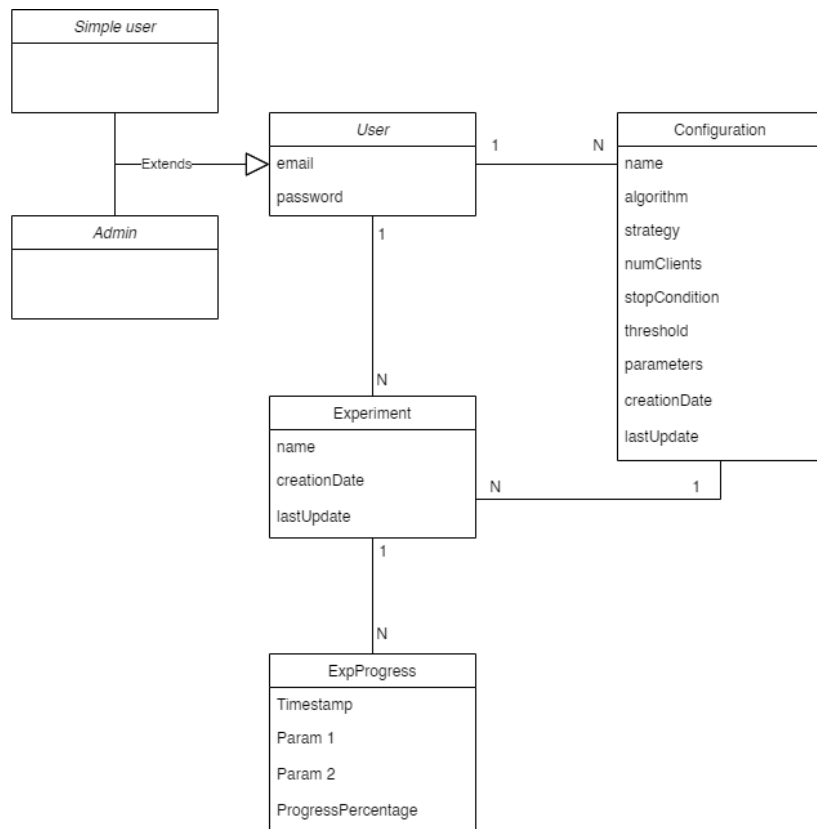 Simple user
User
Configuration
1
N
Extends
email
password
name
algorithm
strategy
numClients
stopCondition
threshold
parameters
creationDate
lastUpdate
Admin
1
N
Experiment
name
creationDate
lastUpdate
N
1
1
N
ExpProgress
Timestamp
Param 1
Param 2
ProgressPercentage